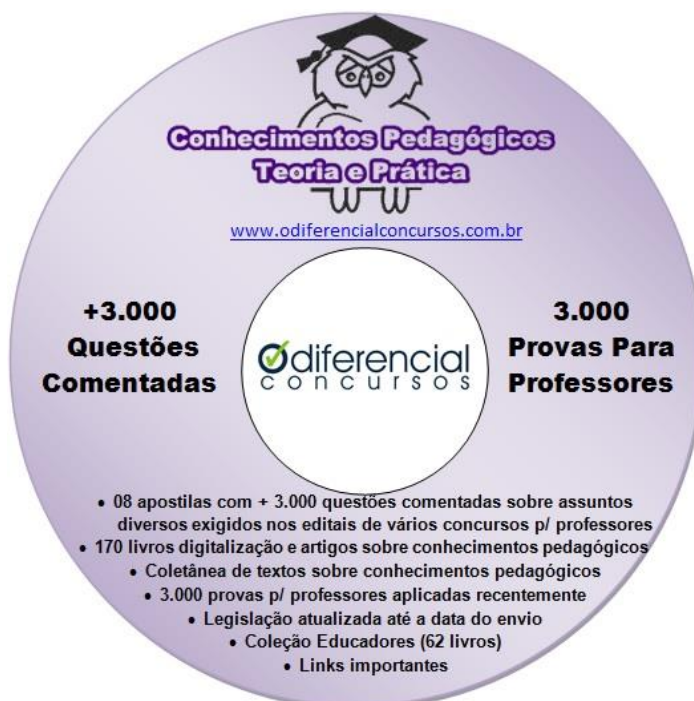 Conhecimentos Pedagógicos
Teoria e Prática
www.odiferencialconcursos.com.br
+3.000
Questões
Comentadas
Odiferencial
concursos
3.000
Provas Para
Professores
• 08 apostilas com + 3.000 questões comentadas sobre assuntos
diversos exigidos nos editais de vários concursos p/ professores
• 170 livros digitalização e artigos sobre conhecimentos pedagógicos
• Coletânea de textos sobre conhecimentos pedagógicos
• 3.000 provas p/ professores aplicadas recentemente
• Legislação atualizada até a data do envio
• Coleção Educadores (62 livros)
• Links importantes